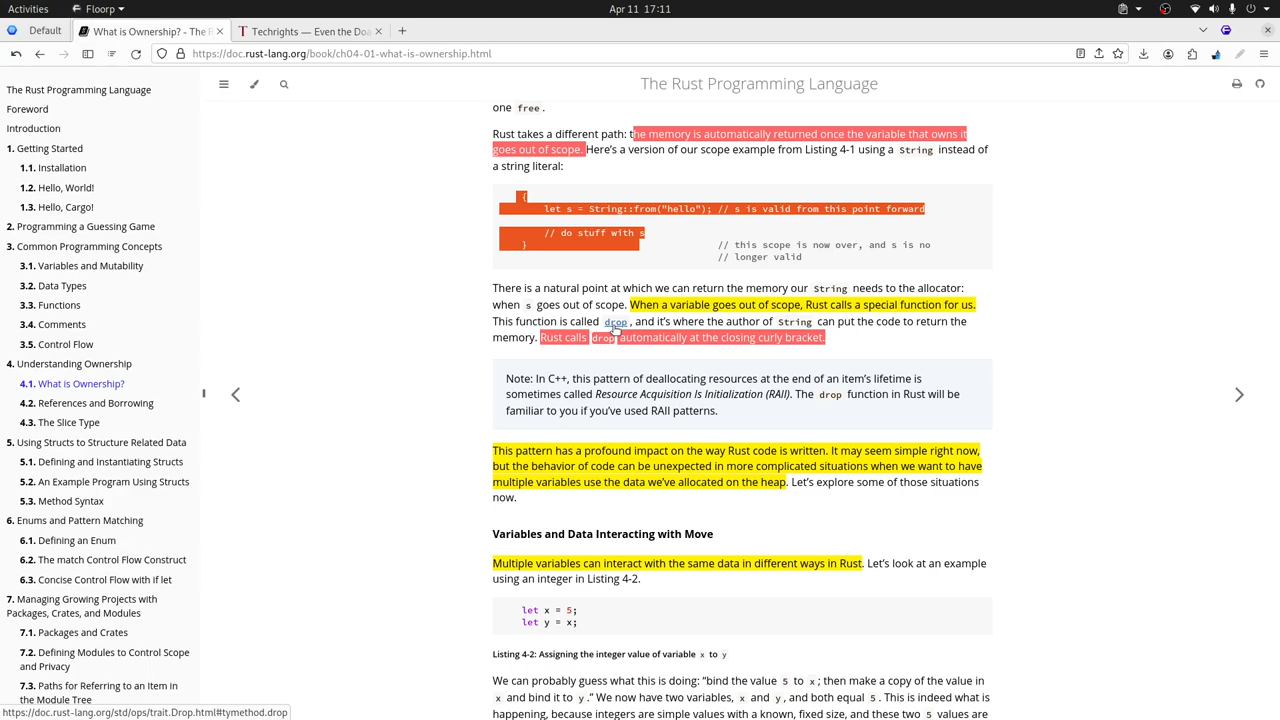 Activities
Floorp
Apr 11 17:11
Default
What is Ownership? - The R
Techrights — Even the Doa
https://doc.rust-lang.org/book/ch04-01-what-is-ownership.html
The Rust Programming Language
Foreword
Introduction
1. Getting Started
1.1. Installation
1.2. Hello, World!
1.3. Hello, Cargo!
2. Programming a Guessing Game
3. Common Programming Concepts
3.1. Variables and Mutability
3.2. Data Types
3.3. Functions
3.4. Comments
3.5. Control Flow
4. Understanding Ownership
4.1. What is Ownership?
4.2. References and Borrowing
4.3. The Slice Type
5. Using Structs to Structure Related Data
5.1. Defining and Instantiating Structs
5.2. An Example Program Using Structs
5.3. Method Syntax
6. Enums and Pattern Matching
6.1. Defining an Enum
6.2. The match Control Flow Construct
6.3. Concise Control Flow with if let
7. Managing Growing Projects with
Packages, Crates, and Modules
7.1. Packages and Crates
7.2. Defining Modules to Control Scope
and Privacy
7.3. Paths for Referring to an Item in
the Module Tree
https://doc.rust-lang.org/std/ops/trait.Drop.html#tymethod.drop
The Rust Programming Language
one free.
Rust takes a different path: the memory is automatically returned once the variable that owns it
goes out of scope. Here’s a version of our scope example from Listing 4-1 using a String instead of
a string literal:
{
let s = String::from("hello"); // s is valid from this point forward
// do stuff with s
} // this scope is now over, and s is no
// longer valid
There is a natural point at which we can return the memory our String needs to the allocator:
when s goes out of scope. When a variable goes out of scope, Rust calls a special function for us.
This function is called drop, and it’s where the author of String can put the code to return the
memory. Rust calls drop automatically at the closing curly bracket.
Note: In C++, this pattern of deallocating resources at the end of an item’s lifetime is
sometimes called Resource Acquisition Is Initialization (RAII). The drop function in Rust will be
familiar to you if you’ve used RAII patterns.
This pattern has a profound impact on the way Rust code is written. It may seem simple right now,
but the behavior of code can be unexpected in more complicated situations when we want to have
multiple variables use the data we’ve allocated on the heap. Let’s explore some of those situations
now.
Variables and Data Interacting with Move
Multiple variables can interact with the same data in different ways in Rust. Let’s look at an example
using an integer in Listing 4-2.
let x = 5;
let y = x;
Listing 4-2: Assigning the integer value of variable x to y
We can probably guess what this is doing: “bind the value 5 to x; then make a copy of the value in
x and bind it to y.” We now have two variables, x and y, and both equal 5. This is indeed what is
happening, because integers are simple values with a known, fixed size, and these two 5 values are